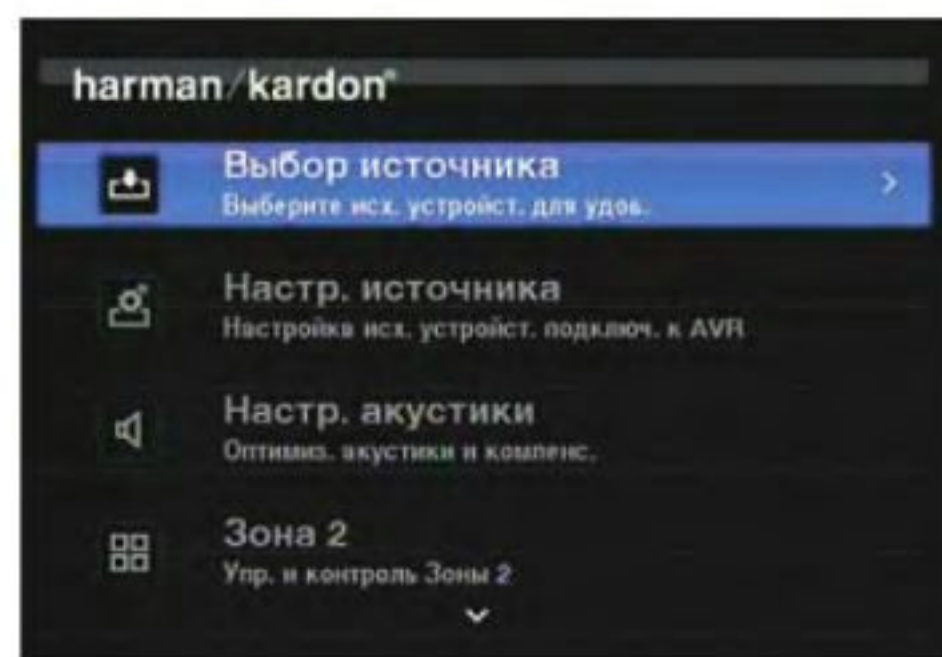 harman/kardon®
Выбор источника
Выберите исх. устройст. для удов.
Настр. источника
Настройка исх. устройст. подключ. к AVR
Настр. акустики
Оптимиз. акустики и компенс.
Зона 2
Упр. и контроль Зоны 2